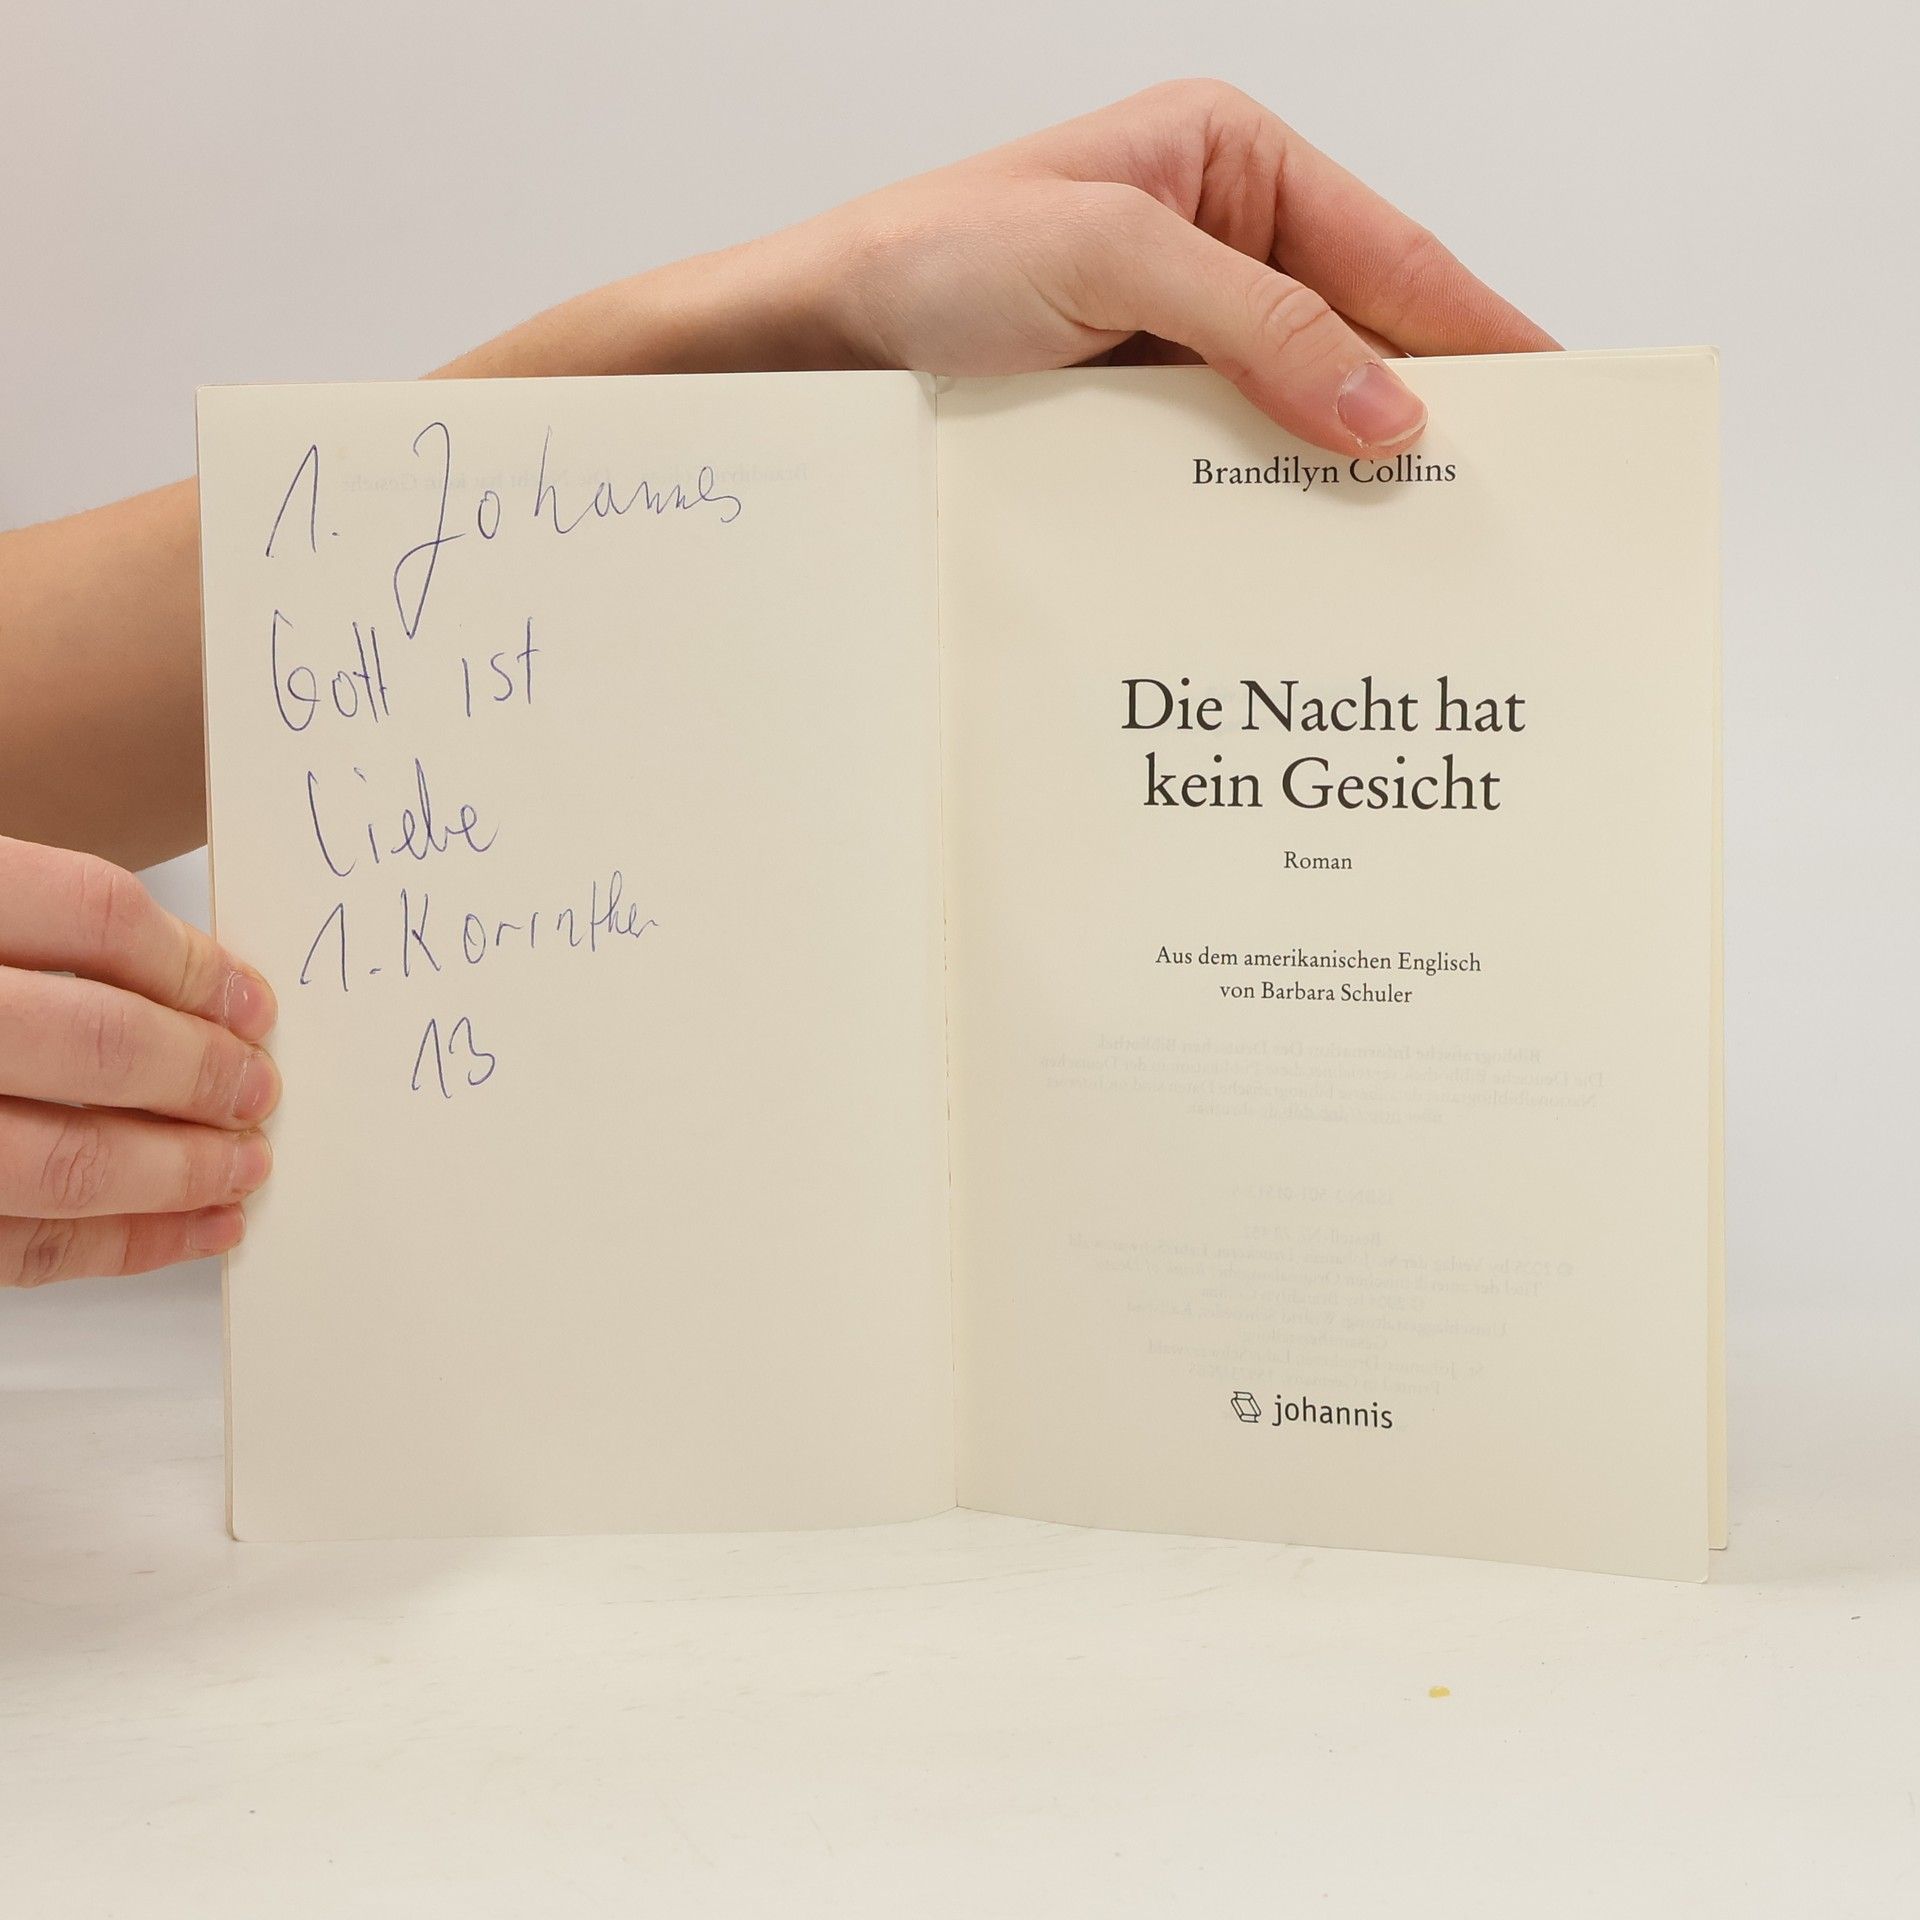 1. Johannes
Gott ist
Liebe
1. Korinther
13
Brandilyn Collins
Die Nacht hat
kein Gesicht
Roman
Aus dem amerikanischen Englisch
von Barbara Schuler
johannis